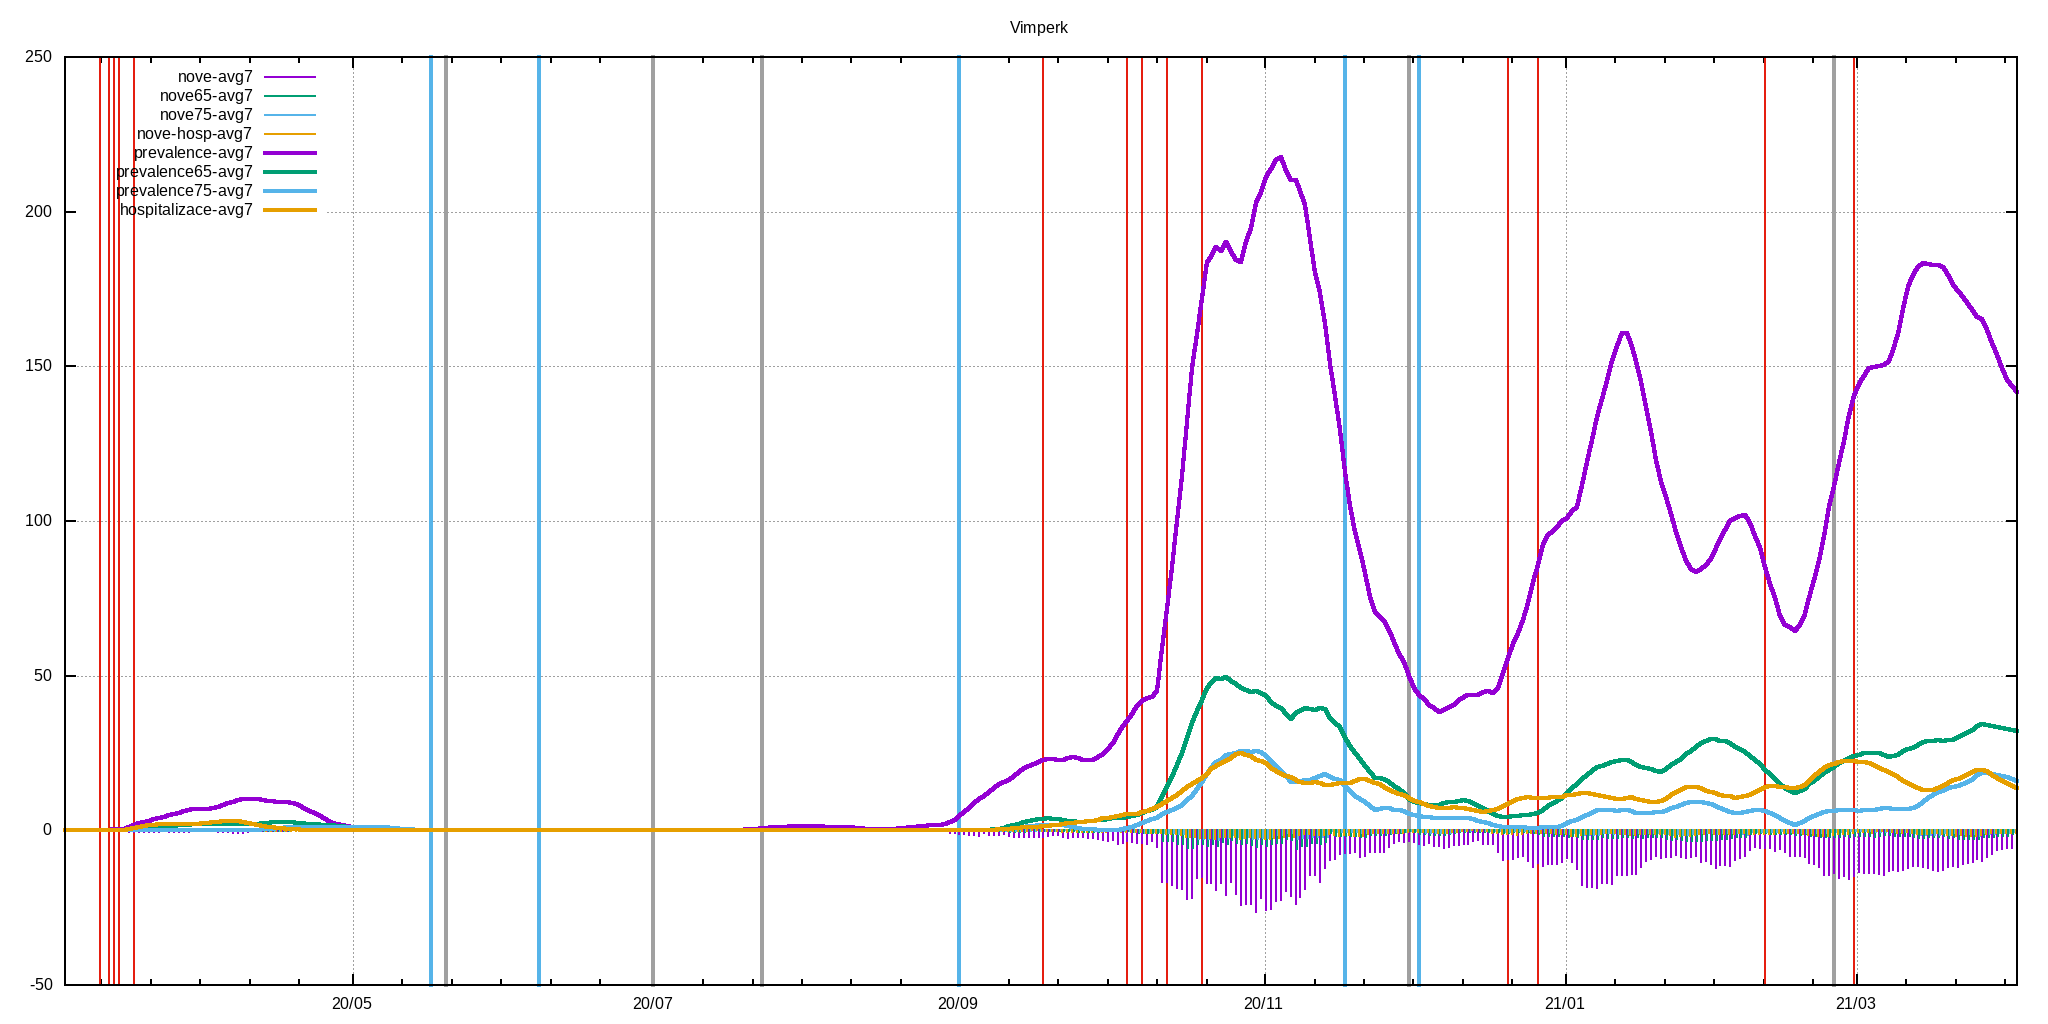 Vimperk
250
nove-avg7
nove65-avg7
nove75-avg7
nove-hosp-avg7
prevalence-avg7
prevalence65-avg7
prevalence75-avg7
hospitalizace-avg7
200
150
100
50
0
-50
20/05 20/07 20/09 20/11 21/01 21/03